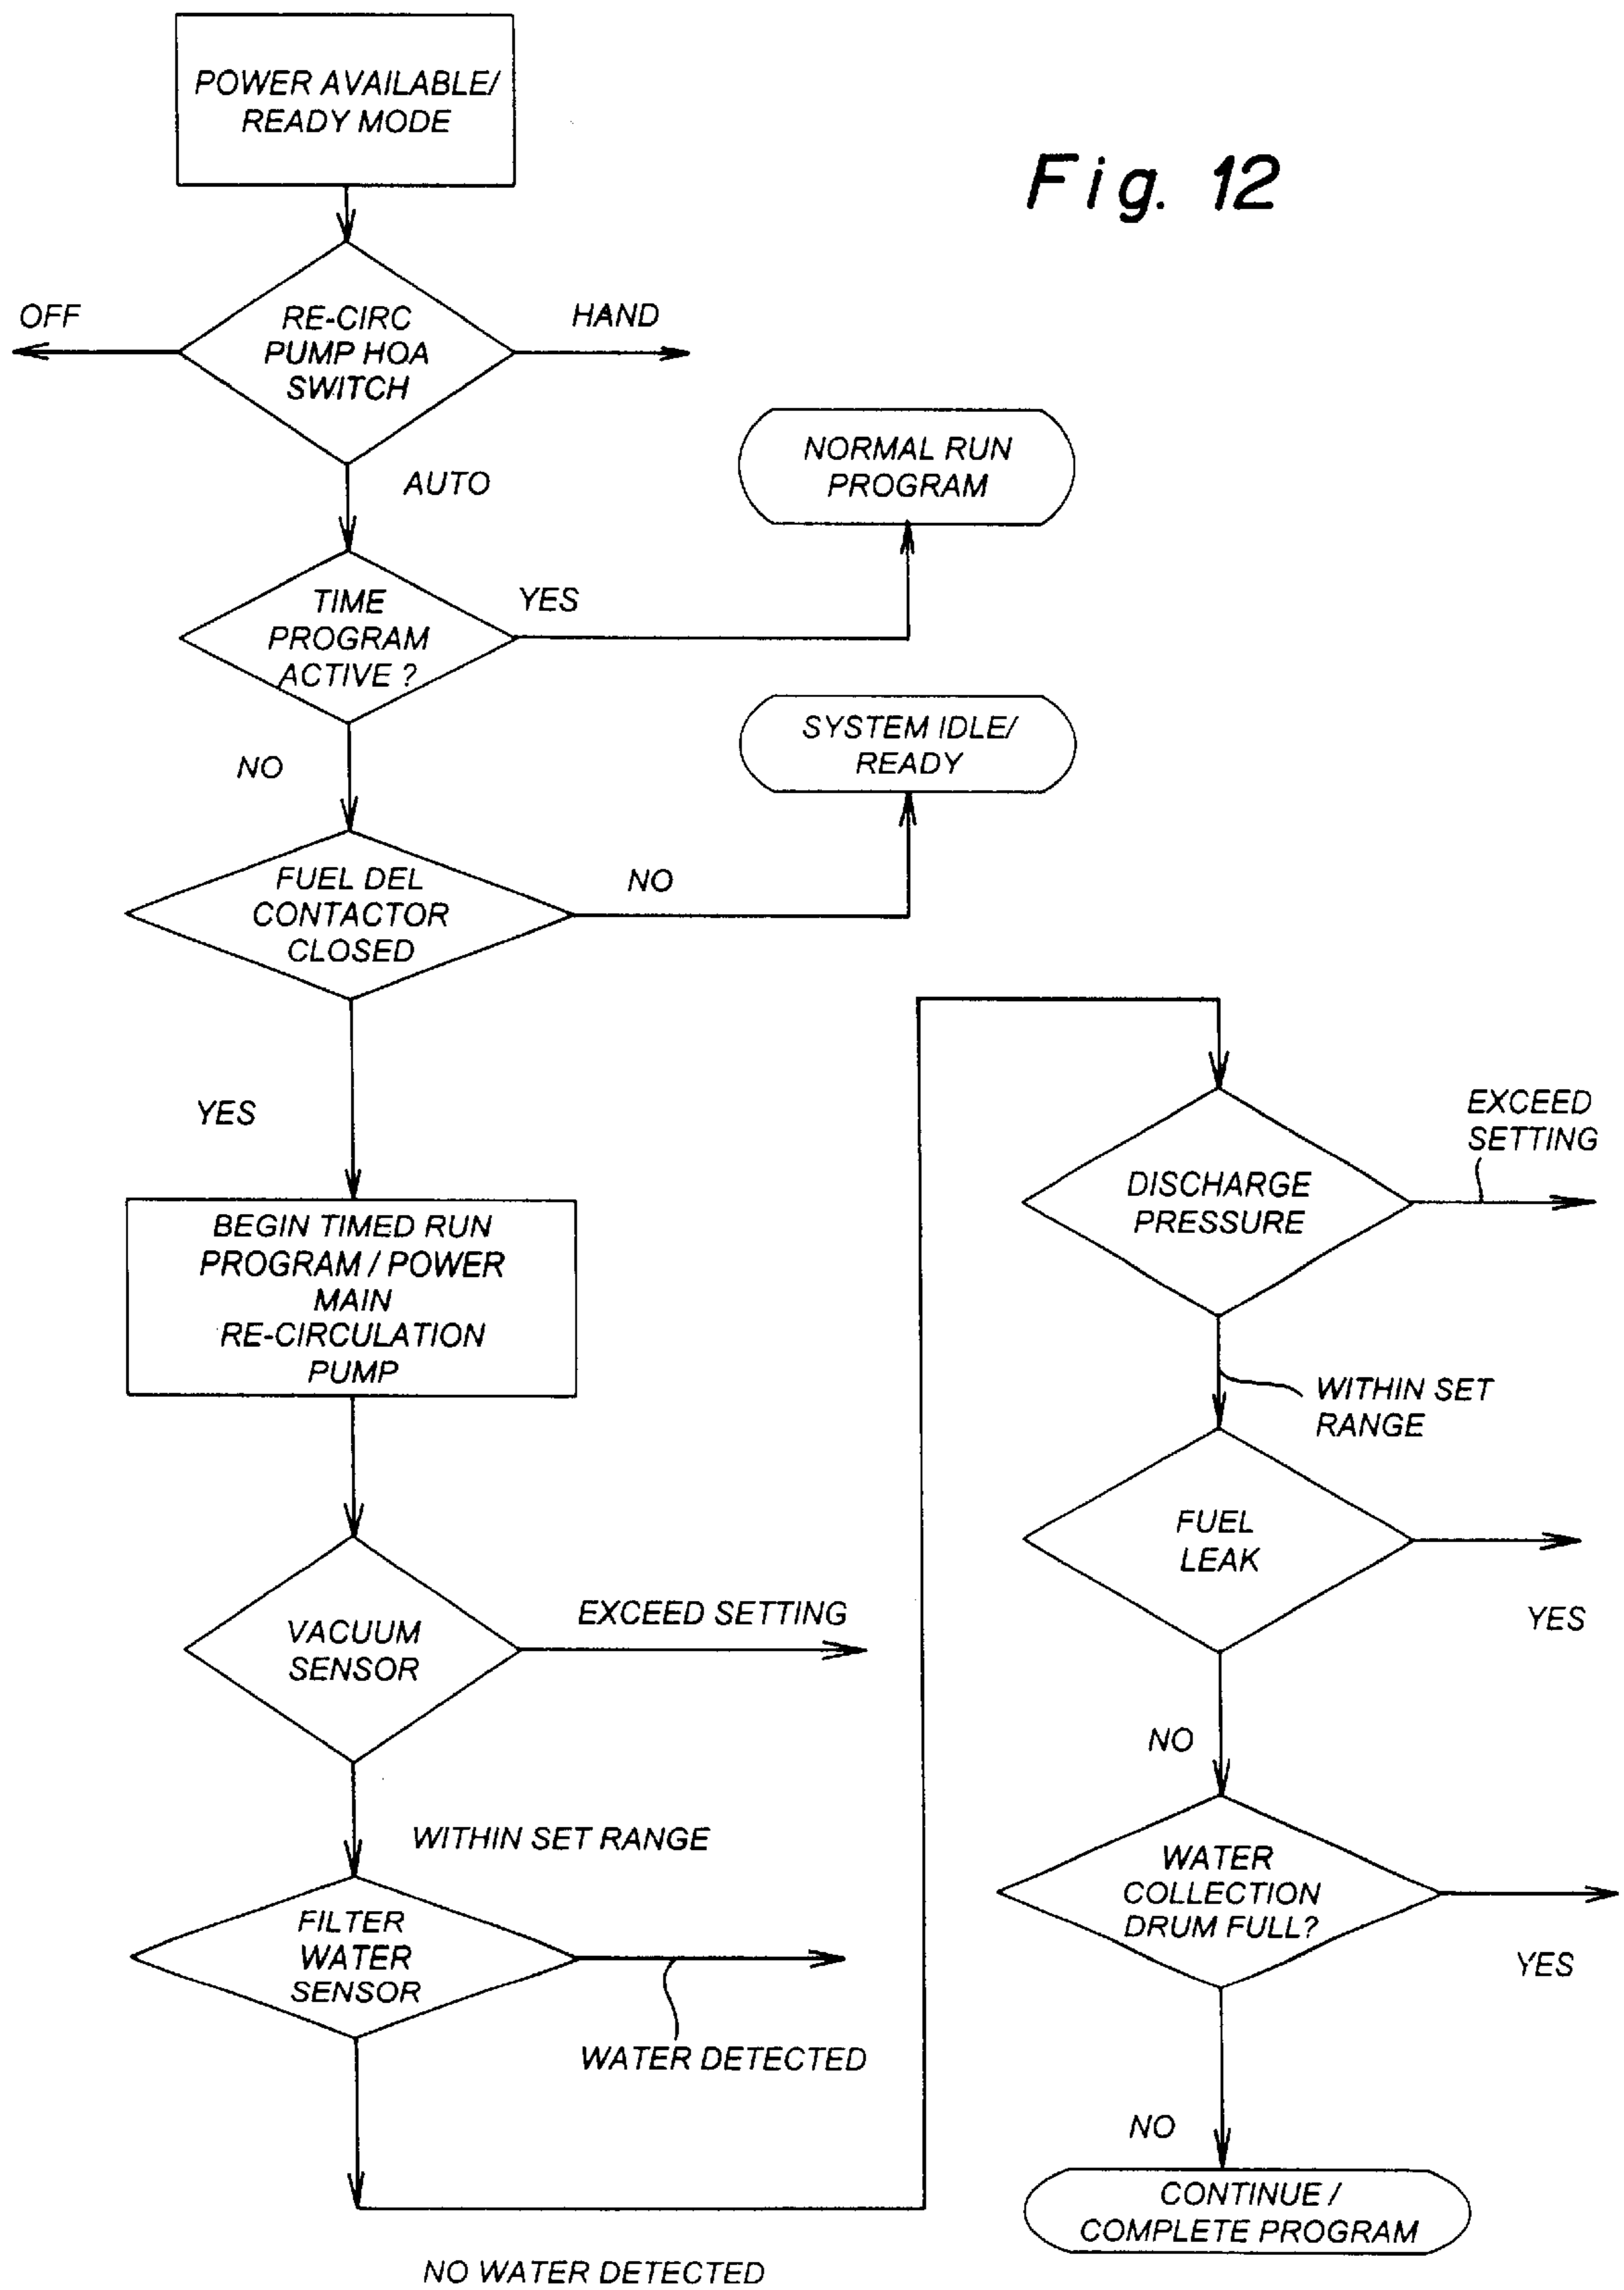 POWER AVAILABLE/
READY MODE
Fig. 12
OFF
RE-CIRC
PUMP HOA
SWITCH
HAND
AUTO
NORMAL RUN
PROGRAM
TIME
PROGRAM
ACTIVE ?
YES
NO
SYSTEM IDLE/
READY
FUEL DEL
CONTACTOR
CLOSED
NO
YES
BEGIN TIMED RUN
PROGRAM / POWER
MAIN
RE-CIRCULATION
PUMP
VACUUM
SENSOR
EXCEED SETTING
WITHIN SET RANGE
FILTER
WATER
SENSOR
WATER DETECTED
NO WATER DETECTED
DISCHARGE
PRESSURE
EXCEED
SETTING
WITHIN SET
RANGE
FUEL
LEAK
YES
NO
WATER
COLLECTION
DRUM FULL?
YES
NO
CONTINUE /
COMPLETE PROGRAM